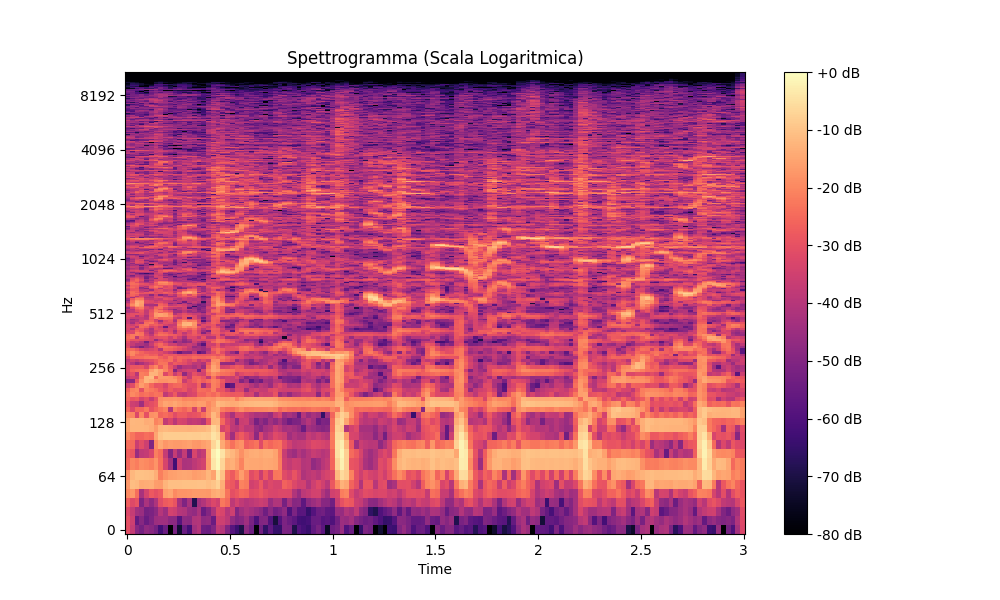 Spettrogramma (Scala Logaritmica)
Hz
8192
4096
2048
1024
512
256
128
64
0
0
0.5
1
1.5
2
2.5
3
Time
+0 dB
-10 dB
-20 dB
-30 dB
-40 dB
-50 dB
-60 dB
-70 dB
-80 dB